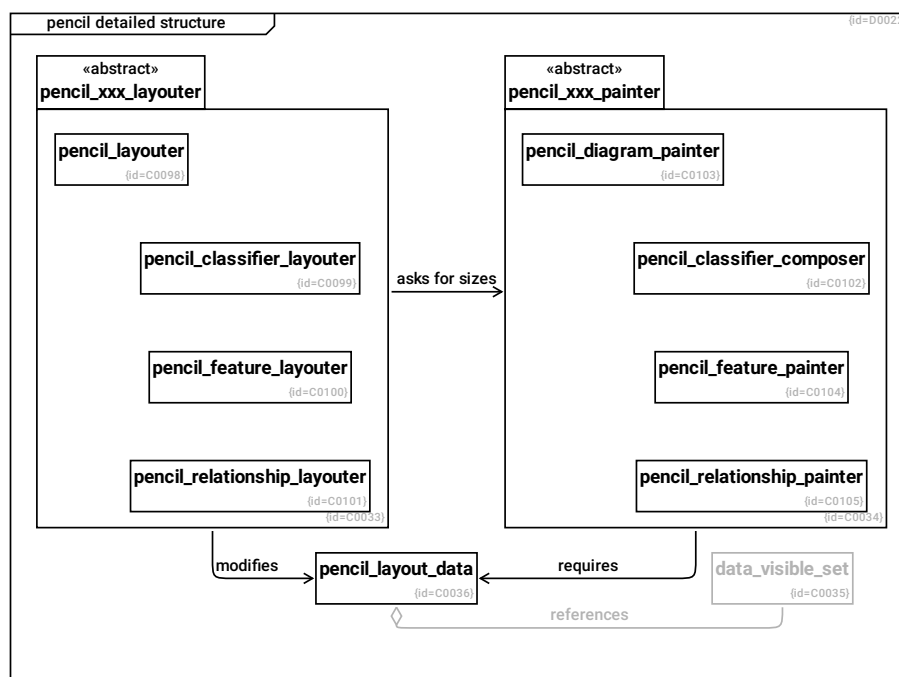 pencil detailed structure
{id=D0022
«abstract»
pencil_xxx_layouter
«abstract»
pencil_xxx_painter
pencil_layouter
{id=C0098}
pencil_diagram_painter
{id=C0103}
pencil_classifier_layouter
{id=C0099}
asks for sizes
pencil_classifier_composer
{id=C0102}
pencil_feature_layouter
{id=C0100}
pencil_feature_painter
{id=C0104}
pencil_relationship_layouter
{id=C0101}
{id=C0033}
pencil_relationship_painter
{id=C0105}
{id=C0034}
modifies
pencil_layout_data
{id=C0036}
requires
data_visible_set
{id=C0035}
references